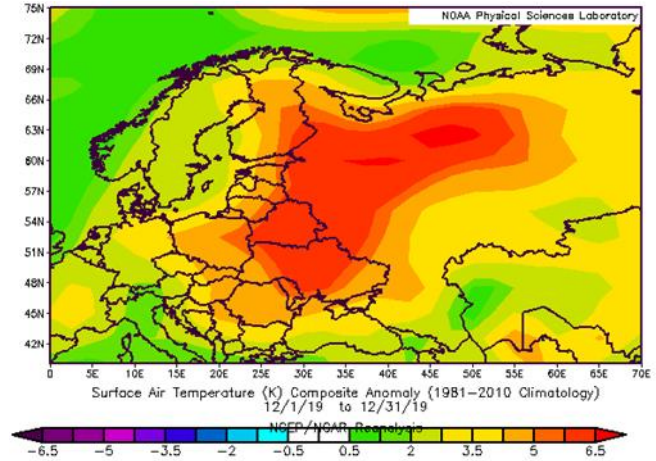 NOAA Physical Sciences Laboratory
75N
72N
69N
66N
63N
60N
57N
54N
51N
48N
45N
42N
0 5E 10E 15E 20E 25E 30E 35E 40E 45E 50E 55E 60E 65E 70E
Surface Air Temperature (K) Composite Anomaly (1981-2010 Climatology)
12/1/19 to 12/31/19
NCEP/NCAR Reanalysis
-6.5 -5 -3.5 -2 -0.5 0.5 2 3.5 5 6.5